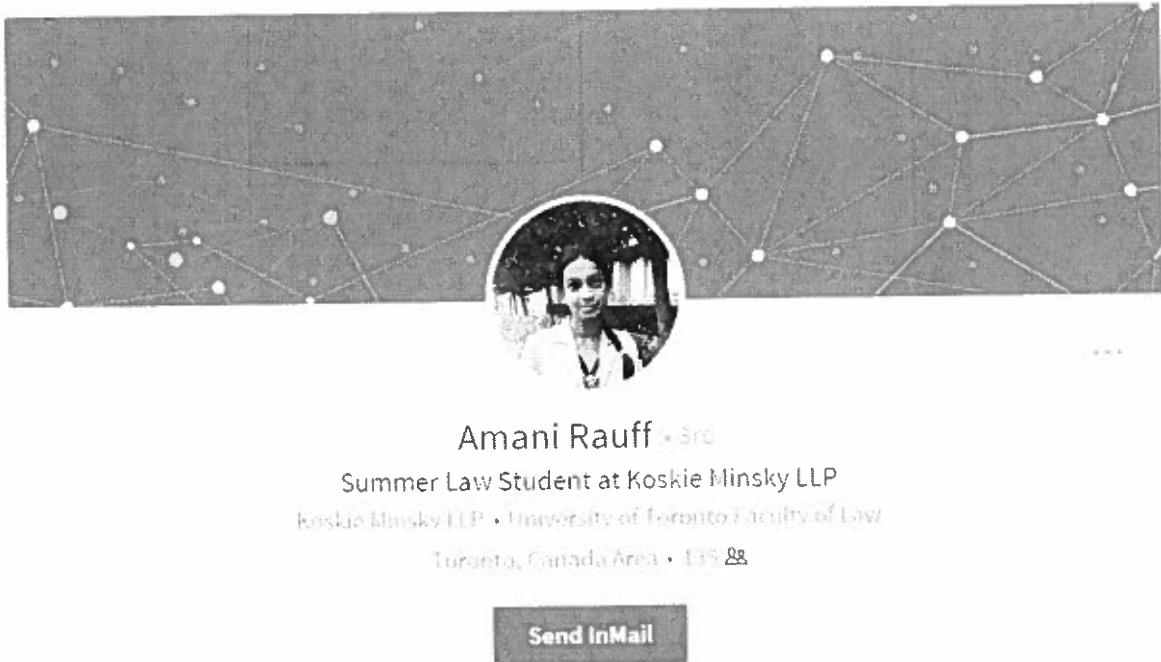 Amani Rauff • 3rd
Summer Law Student at Koskie Minsky LLP
Koskie Minsky LLP • University of Toronto Faculty of Law
Toronto, Canada Area • 135
Send InMail